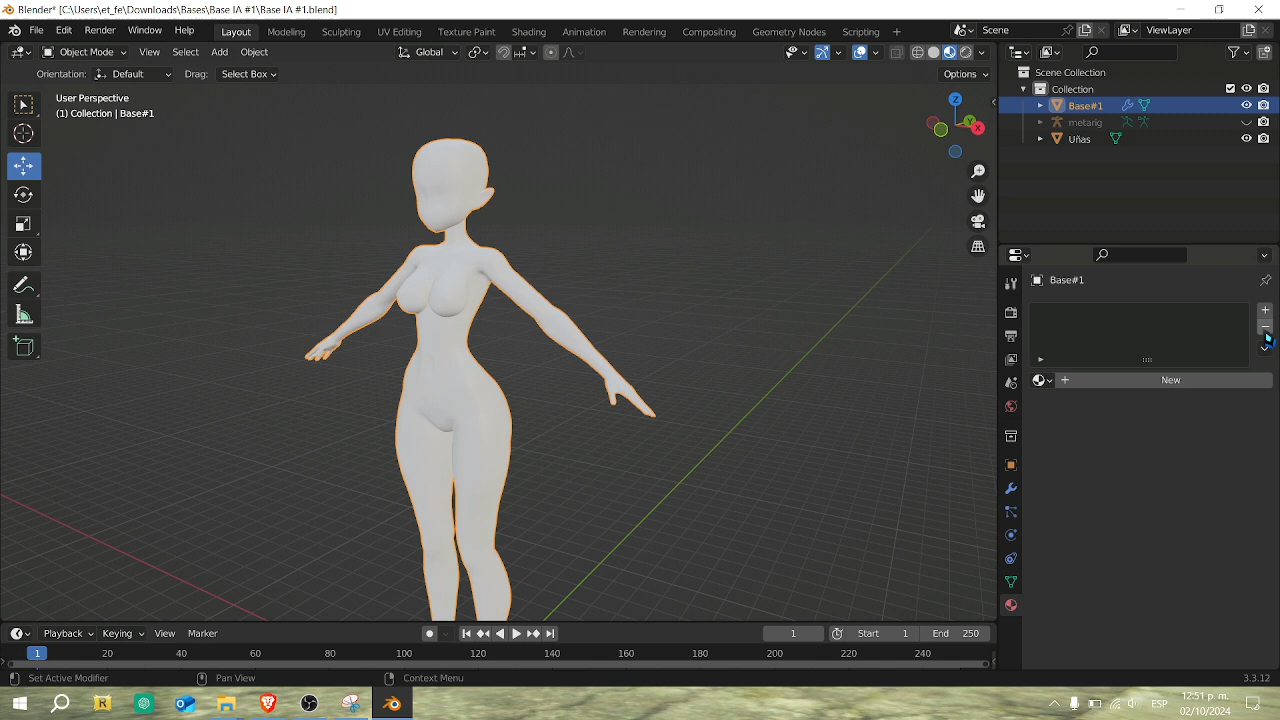 Blender* [C:\Users\et_fe\Downloads\Bases\Base IA #1\Base IA #1.blend]
File Edit Render Window Help Layout Modeling Sculpting UV Editing Texture Paint Shading Animation Rendering Compositing Geometry Nodes Scripting + Scene ViewLayer
Object Mode View Select Add Object Global
Orientation: Default Drag: Select Box Options
User Perspective
(1) Collection | Base#1
Z
Y
X
Scene Collection
Collection
Base#1
metarig
Uñas
Base#1
New
Playback Keying View Marker 1 Start 1 End 250
1 20 40 60 80 100 120 140 160 180 200 220 240
Set Active Modifier Pan View Context Menu 3.3.12
R ESP 12:51 p. m.
02/10/2024